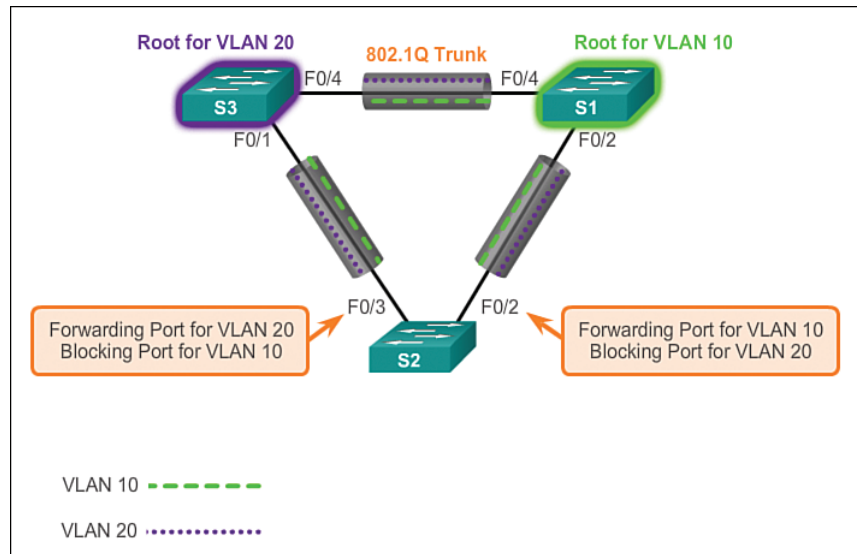 Root for VLAN 20
802.1Q Trunk
Root for VLAN 10
F0/4
F0/4
S3
S1
F0/1
F0/2
F0/3
F0/2
Forwarding Port for VLAN 20
Blocking Port for VLAN 10
Forwarding Port for VLAN 10
Blocking Port for VLAN 20
S2
VLAN 10
VLAN 20